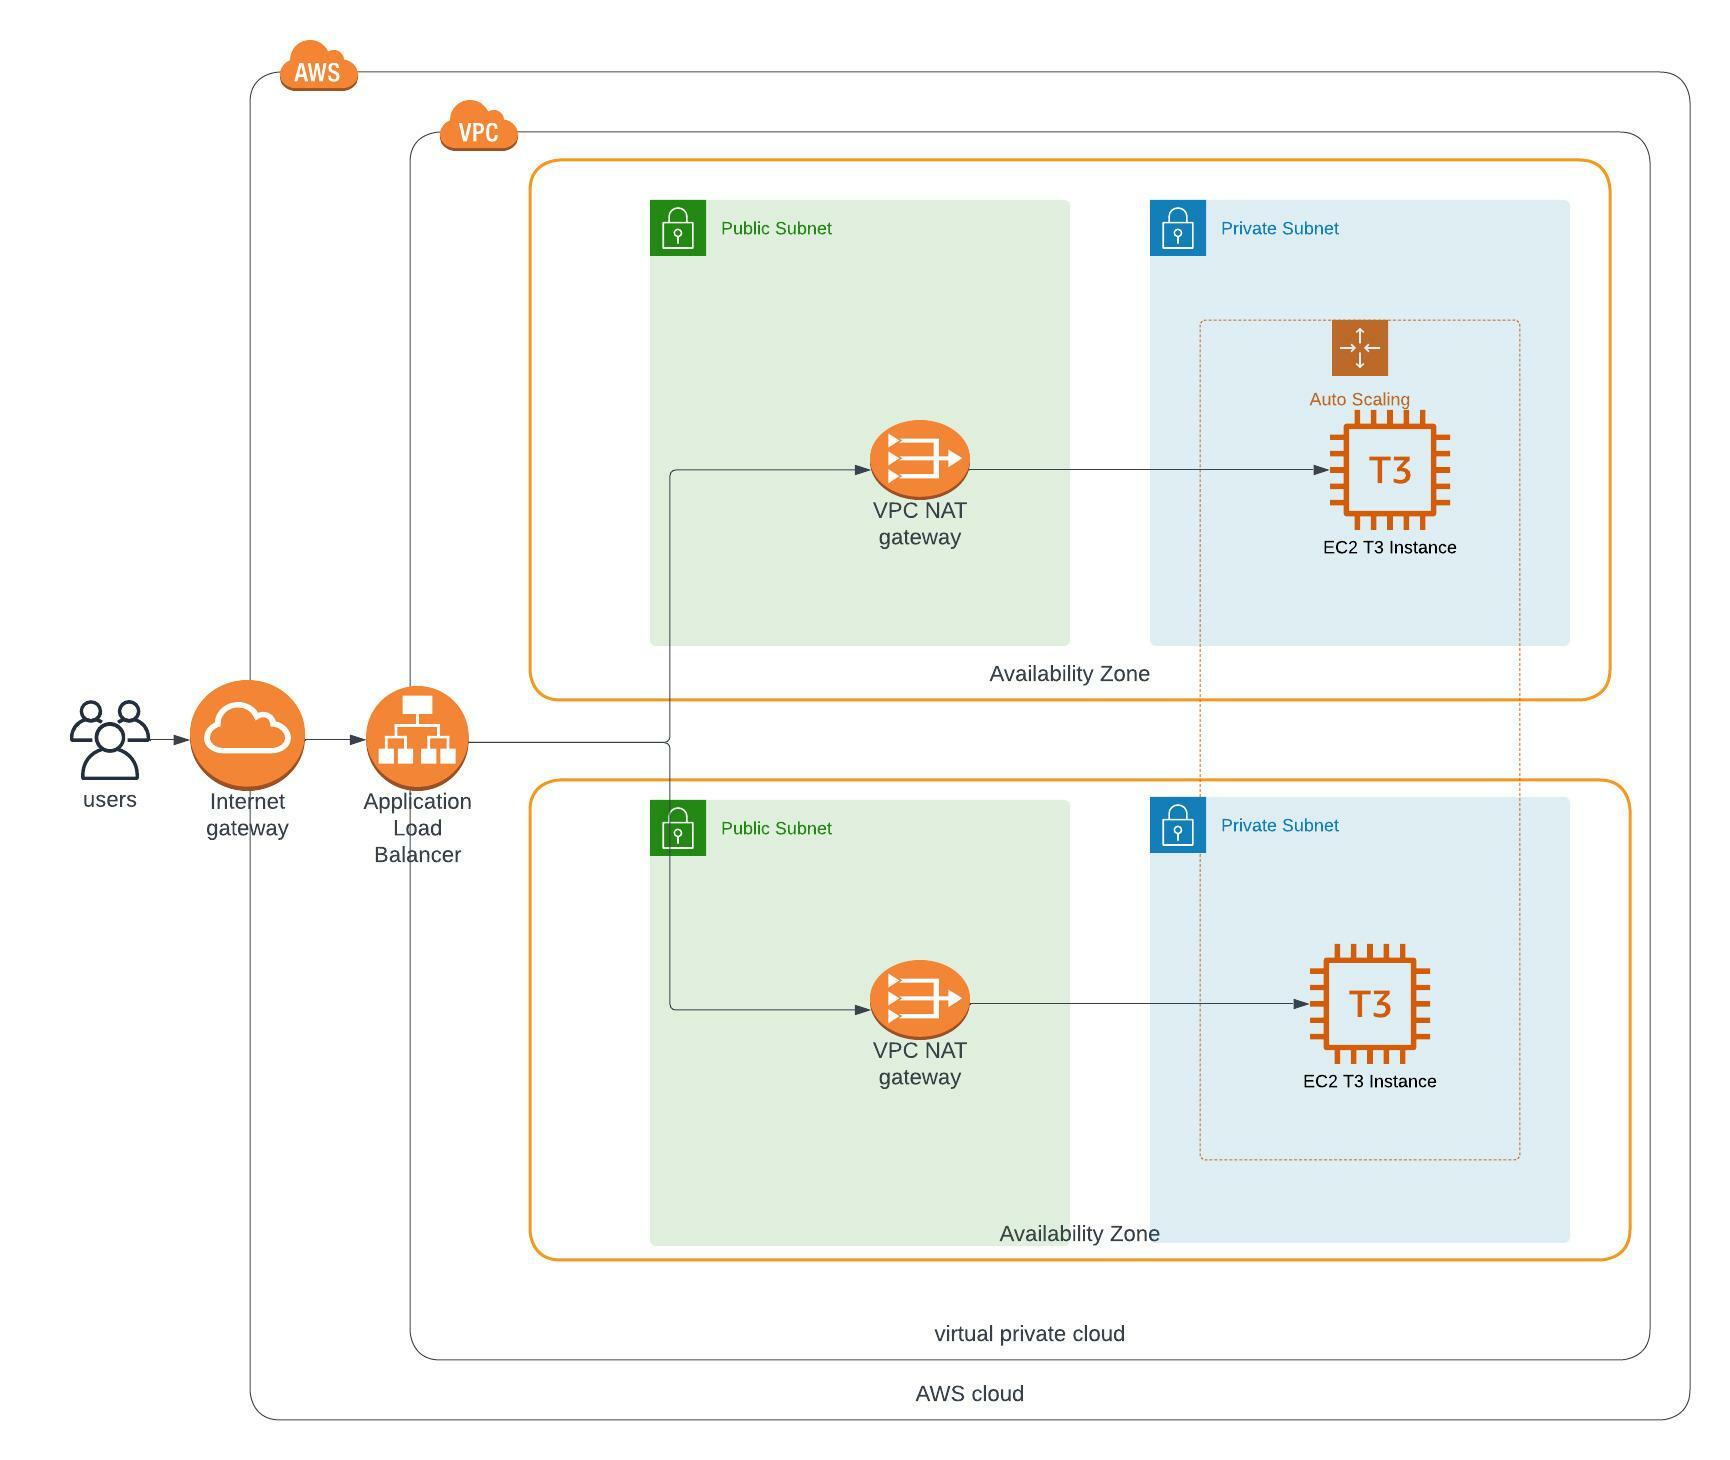 AWS
VPC
Public Subnet
Private Subnet
Auto Scaling
T3
VPC NAT
gateway
EC2 T3 Instance
Availability Zone
users
Internet
gateway
Application
Load
Balancer
Public Subnet
Private Subnet
T3
VPC NAT
gateway
EC2 T3 Instance
Availability Zone
virtual private cloud
AWS cloud